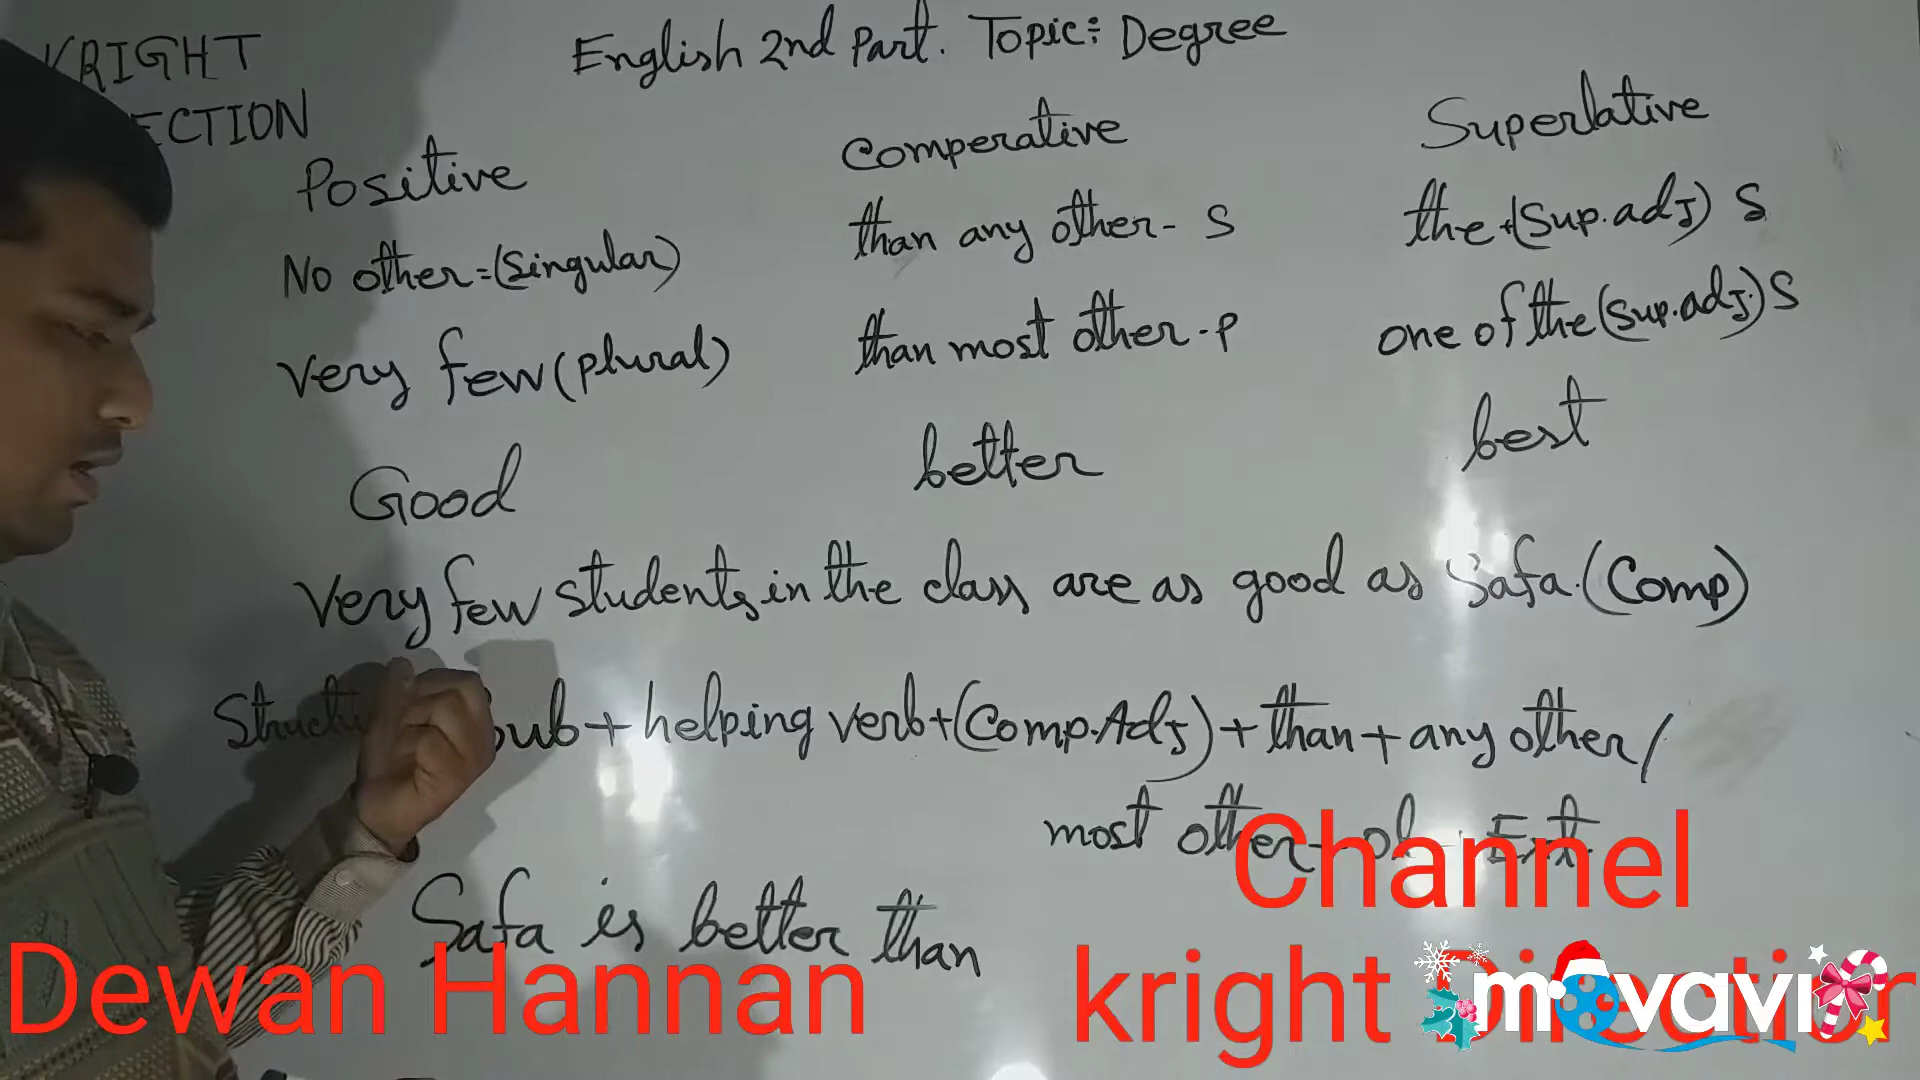 KRIGHT
ECTION
English 2nd Part. Topic: Degree
Positive Comperative Superlative
No other=(Singular) than any other- S the+(Sup.adj) S
very few(plural) than most other-P one of the (Sup.adj.) S
Good better best
Very few students in the class are as good as Safa. (Comp)
Sub+helping verb+(Comp.Adj)+than+any other/
most other Ext.
Safa is better than
Channel
Dewan Hannan
kright Direction
movavi